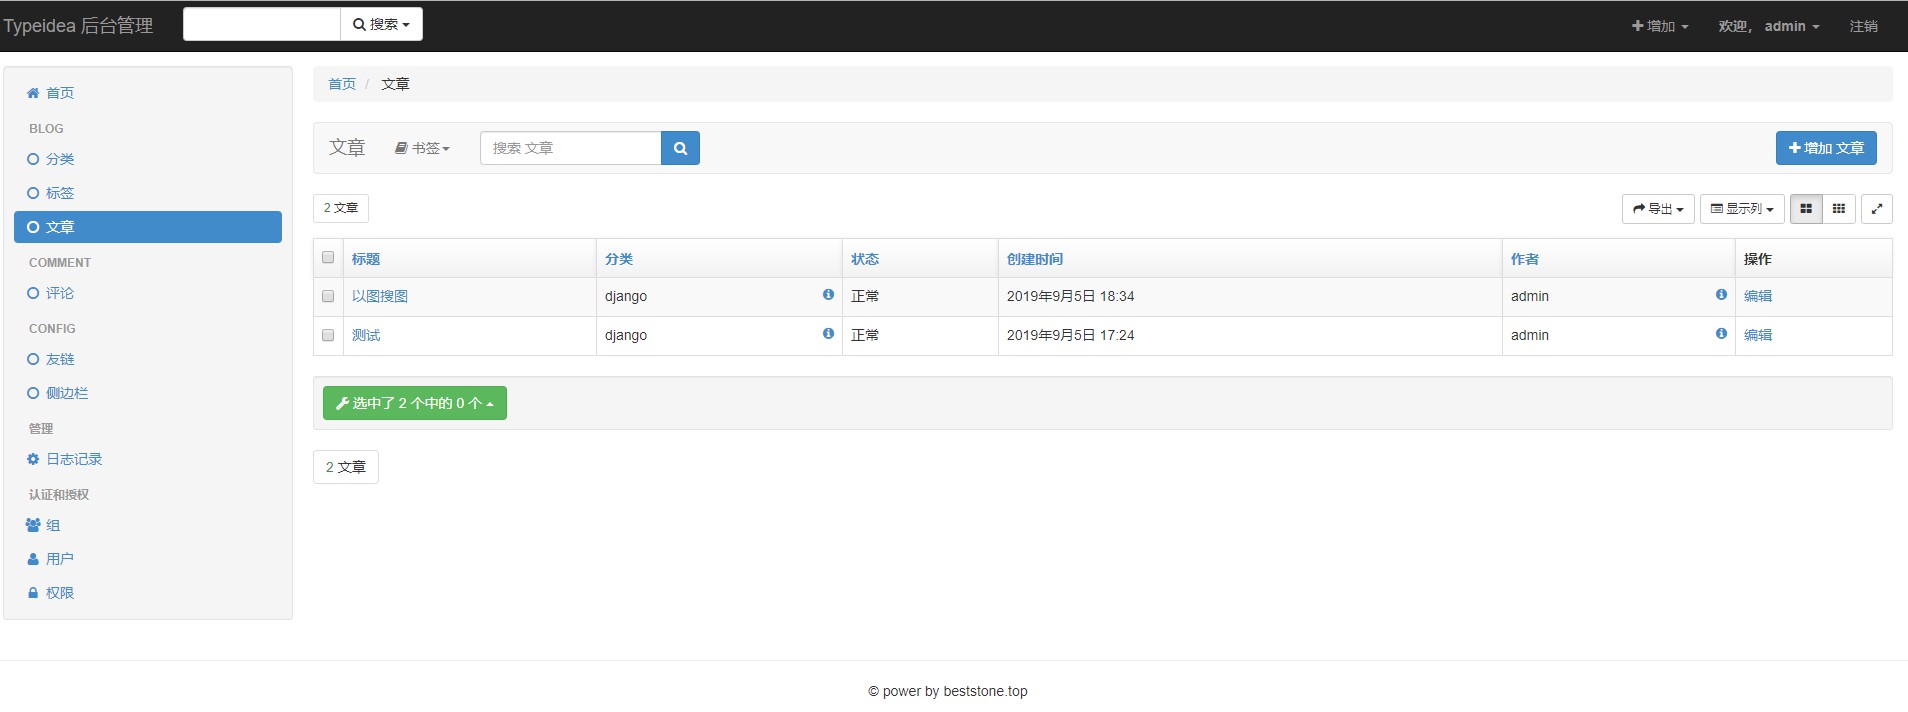 Typeidea 后台管理 搜索 增加 欢迎， admin 注销
首页
BLOG
分类
标签
文章
COMMENT
评论
CONFIG
友链
侧边栏
管理
日志记录
认证和授权
组
用户
权限
首页 / 文章
文章 书签 搜索 文章 增加 文章
2 文章 导出 显示列
标题 分类 状态 创建时间 作者 操作
以图搜图 django 正常 2019年9月5日 18:34 admin 编辑
测试 django 正常 2019年9月5日 17:24 admin 编辑
选中了 2 个中的 0 个
2 文章
© power by beststone.top